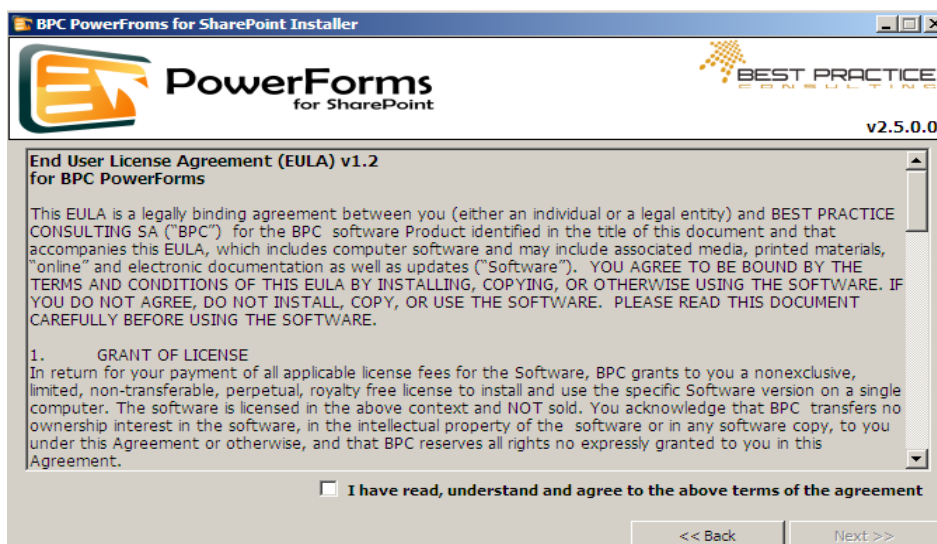 BPC PowerFroms for SharePoint Installer
PowerForms
for SharePoint
BEST PRACTICE
CONSULTING
v2.5.0.0
End User License Agreement (EULA) v1.2
for BPC PowerForms
This EULA is a legally binding agreement between you (either an individual or a legal entity) and BEST PRACTICE
CONSULTING SA ("BPC")  for the BPC  software Product identified in the title of this document and that
accompanies this EULA, which includes computer software and may include associated media, printed materials,
"online" and electronic documentation as well as updates ("Software").  YOU AGREE TO BE BOUND BY THE
TERMS AND CONDITIONS OF THIS EULA BY INSTALLING, COPYING, OR OTHERWISE USING THE SOFTWARE. IF
YOU DO NOT AGREE, DO NOT INSTALL, COPY, OR USE THE SOFTWARE.  PLEASE READ THIS DOCUMENT
CAREFULLY BEFORE USING THE SOFTWARE.
1. GRANT OF LICENSE
In return for your payment of all applicable license fees for the Software, BPC grants to you a nonexclusive,
limited, non-transferable, perpetual, royalty free license to install and use the specific Software version on a single
computer. The software is licensed in the above context and NOT sold. You acknowledge that BPC  transfers no
ownership interest in the software, in the intellectual property of the  software or in any software copy, to you
under this Agreement or otherwise, and that BPC reserves all rights no expressly granted to you in this
Agreement.
I have read, understand and agree to the above terms of the agreement
<< Back
Next >>